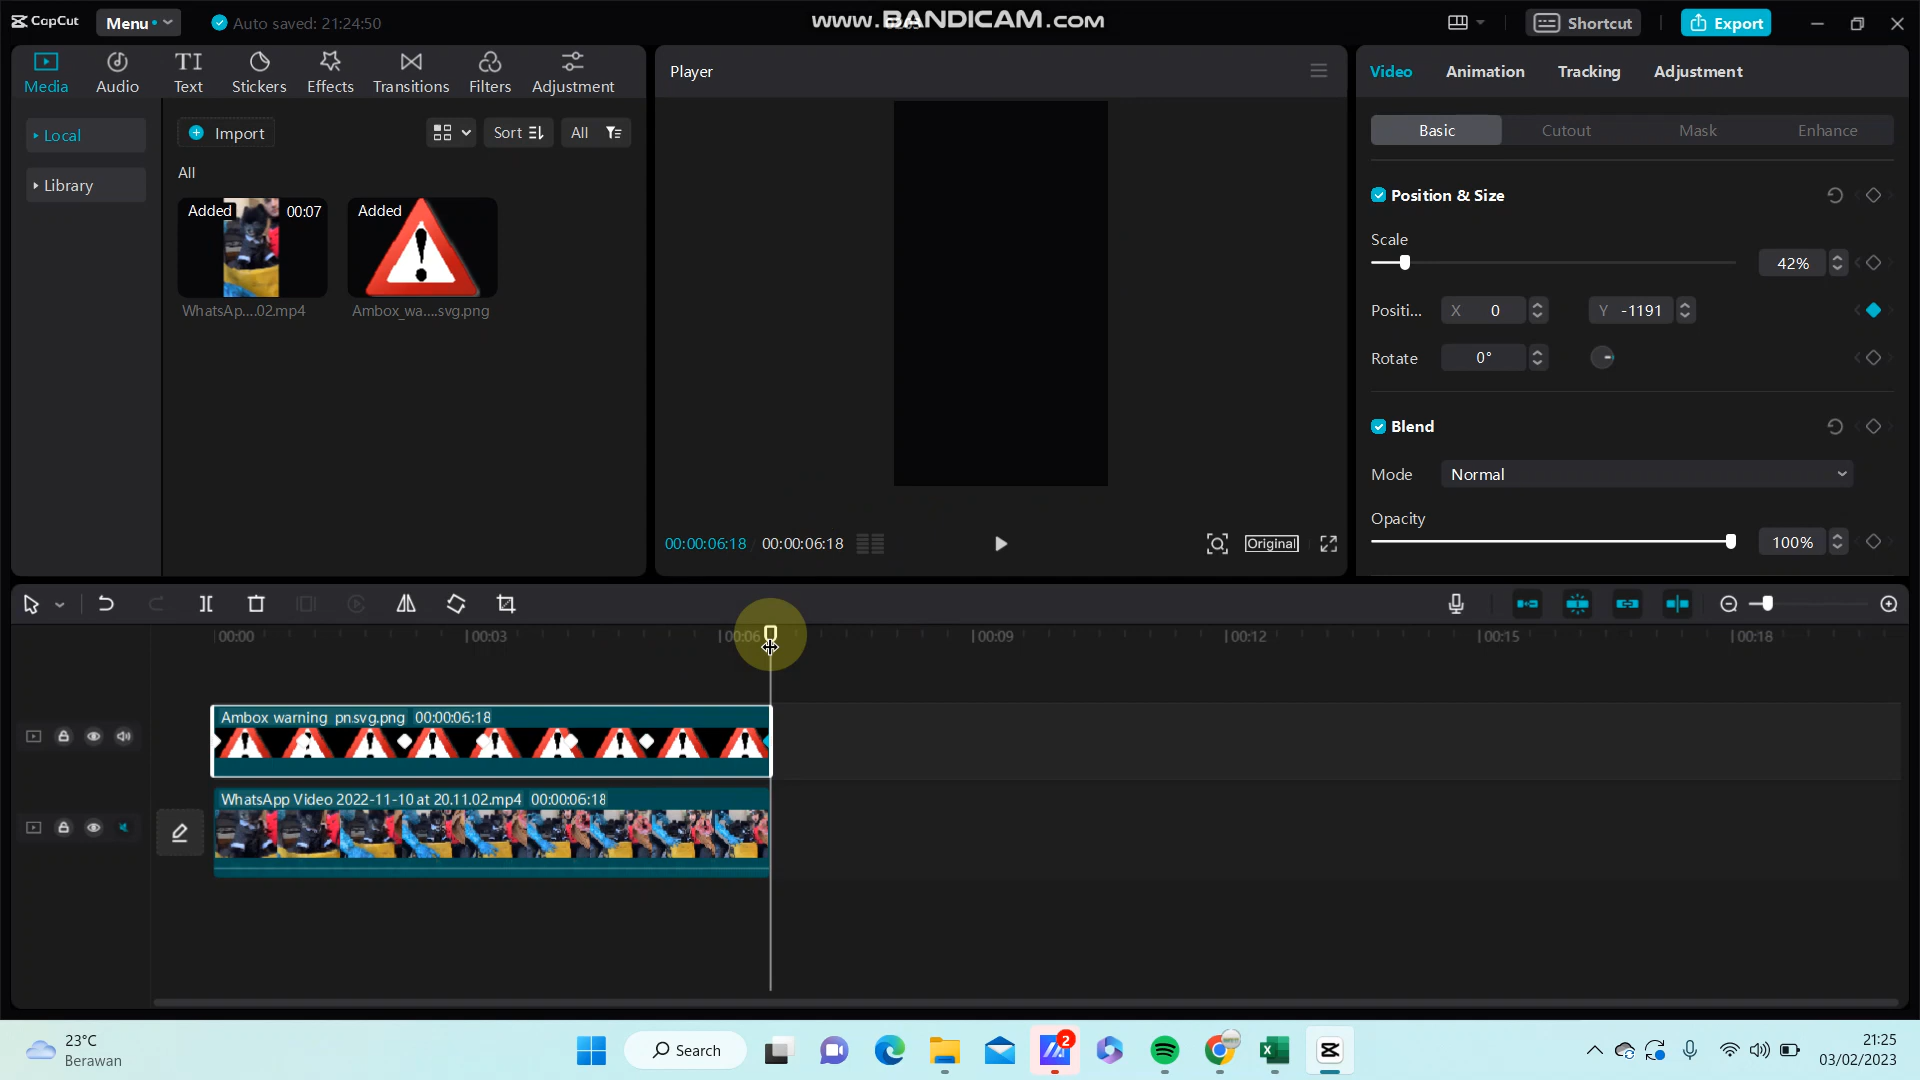 CapCut
Menu
Auto saved: 21:24:50
www.BANDICAM.COM
Shortcut
Export
Media
Audio
Text
Stickers
Effects
Transitions
Filters
Adjustment
Local
Library
Import
Sort
All
All
Added
00:07
WhatsAp....02.mp4
Added
Ambox_wa....svg.png
Player
00:00:06:18
00:00:06:18
Original
Video
Animation
Tracking
Adjustment
Basic
Cutout
Mask
Enhance
Position & Size
Scale
42%
Positi...
X 0
Y -1191
Rotate
0°
Blend
Mode
Normal
Opacity
100%
00:00
00:03
00:06
00:09
00:12
00:15
00:18
Ambox warning pn.svg.png 00:00:06:18
WhatsApp Video 2022-11-10 at 20.11.02.mp4 00:00:06:18
23°C
Berawan
Search
2
21:25
03/02/2023